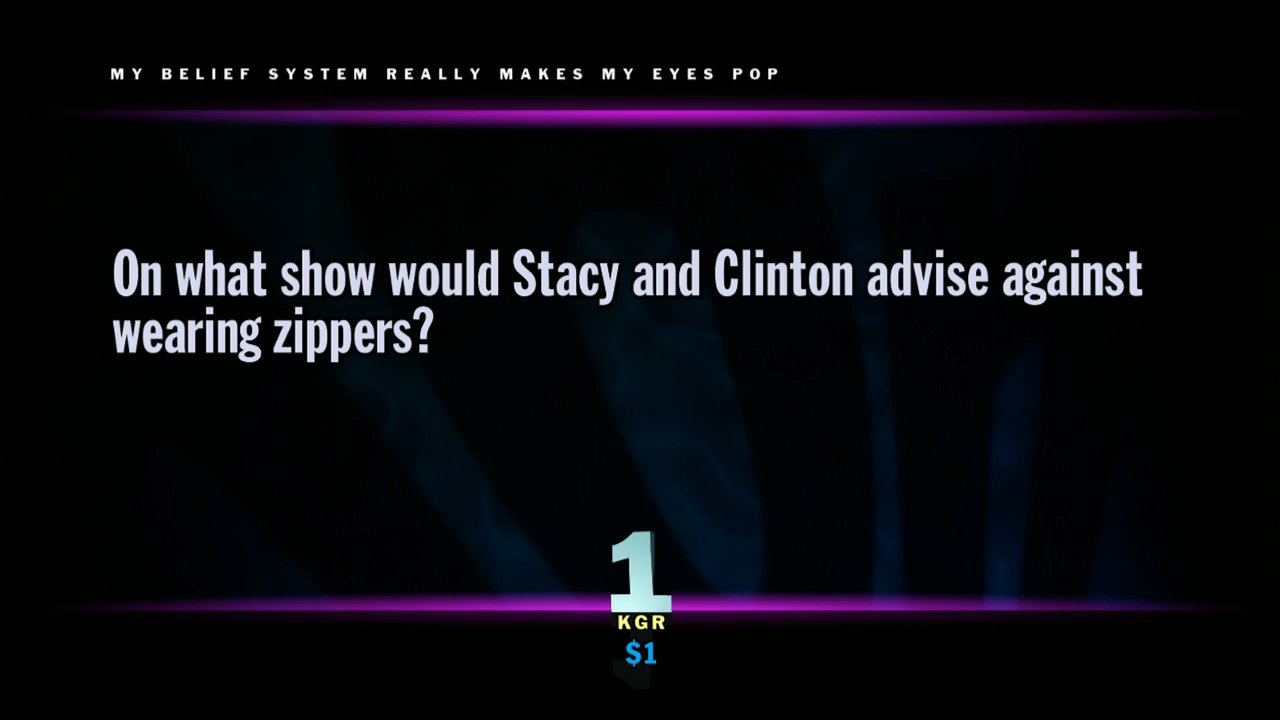 MY BELIEF SYSTEM REALLY MAKES MY EYES POP
On what show would Stacy and Clinton advise against
wearing zippers?
1
KGR
$1